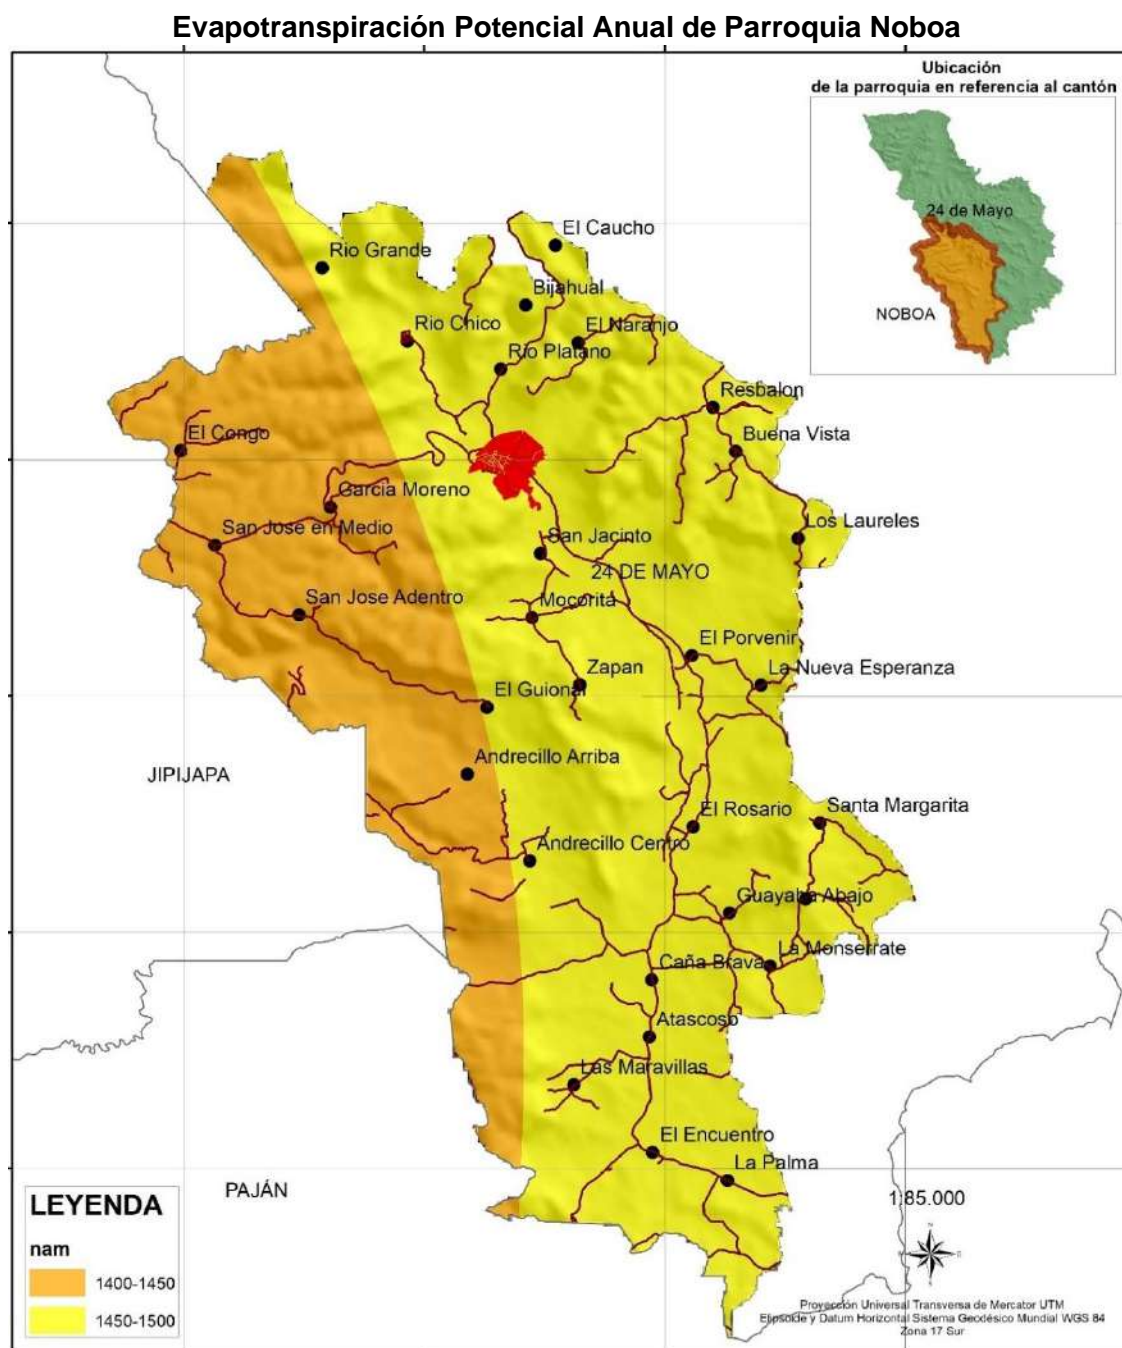 Evapotranspiración Potencial Anual de Parroquia Noboa
Ubicación
de la parroquia en referencia al cantón
24 de Mayo
NOBOA
El Caucho
Rio Grande
Bijahual
Rio Chico
El Naranjo
Rio Platano
Resbalon
El Congo
Buena Vista
Garcia Moreno
San Jose en Medio
San Jacinto
Los Laureles
24 DE MAYO
San Jose Adentro
Mocorita
El Porvenir
Zapan
La Nueva Esperanza
El Guional
Andrecillo Arriba
JIPIJAPA
El Rosario
Santa Margarita
Andrecillo Centro
Guayaba Abajo
La Monserrate
Caña Brava
Atascoso
Las Maravillas
El Encuentro
La Palma
PAJÁN
1:85.000
LEYENDA
nam
1400-1450
1450-1500
Proyección Universal Transversa de Mercator UTM
Elipsoide y Datum Horizontal Sistema Geodésico Mundial WGS 84
Zona 17 Sur